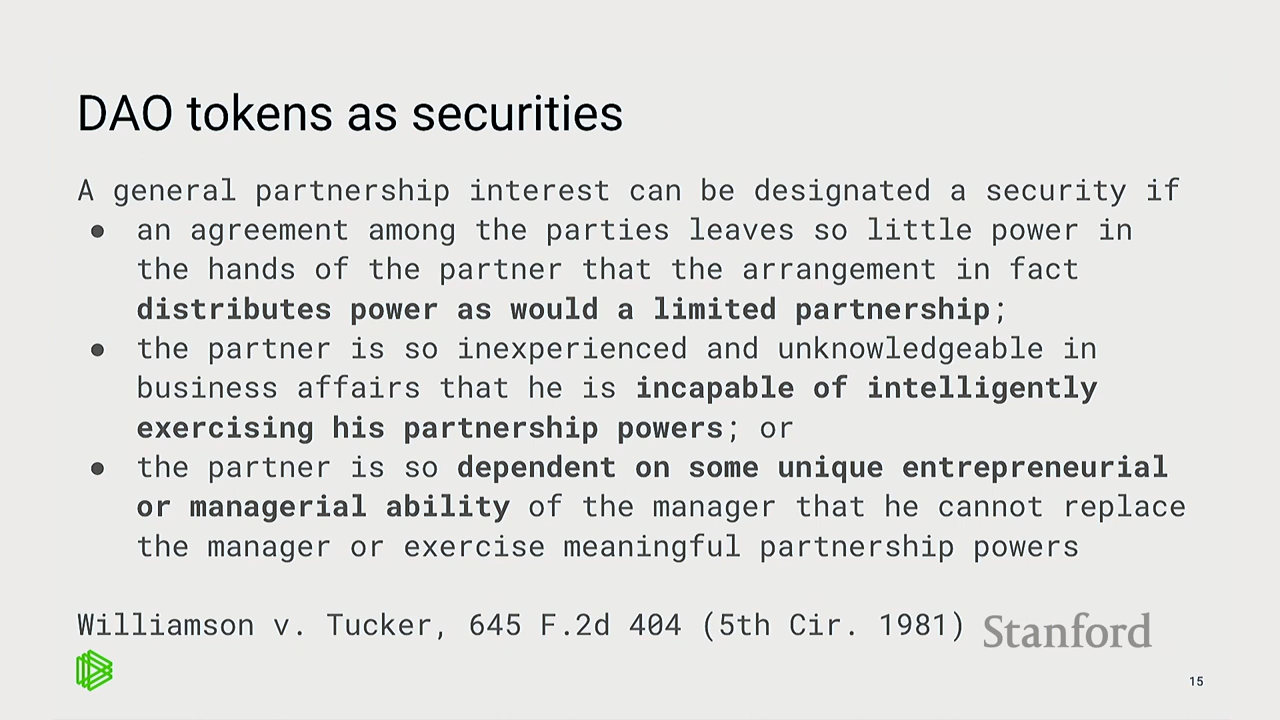 DAO tokens as securities
A general partnership interest can be designated a security if
● an agreement among the parties leaves so little power in
the hands of the partner that the arrangement in fact
distributes power as would a limited partnership;
● the partner is so inexperienced and unknowledgeable in
business affairs that he is incapable of intelligently
exercising his partnership powers; or
● the partner is so dependent on some unique entrepreneurial
or managerial ability of the manager that he cannot replace
the manager or exercise meaningful partnership powers
Williamson v. Tucker, 645 F.2d 404 (5th Cir. 1981)
Stanford
15